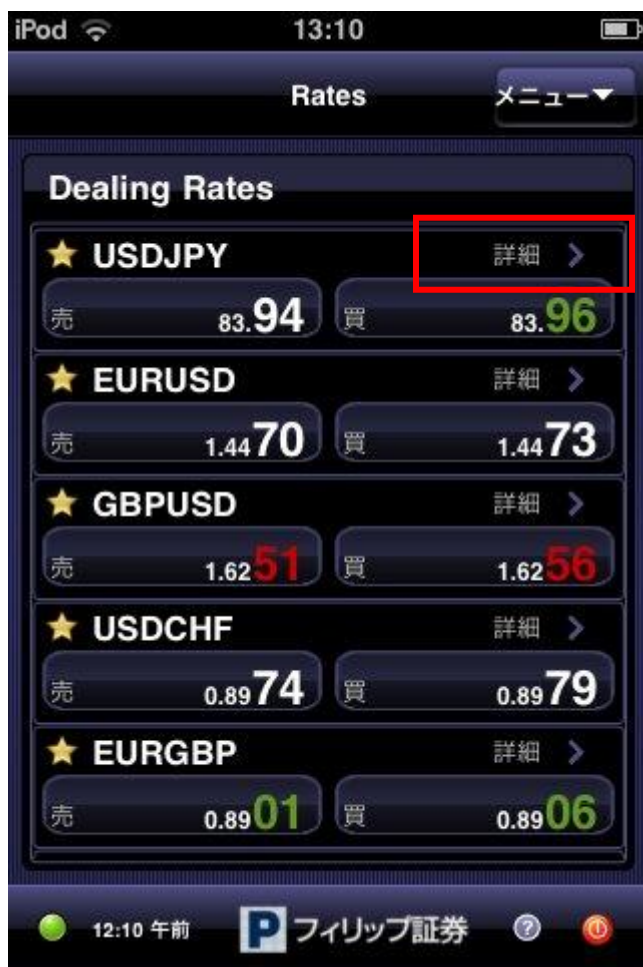 iPod 13:10
Rates メニュー▼
Dealing Rates
USDJPY 詳細 >
売 83.94 買 83.96
EURUSD 詳細 >
売 1.4470 買 1.4473
GBPUSD 詳細 >
売 1.6251 買 1.6256
USDCHF 詳細 >
売 0.8974 買 0.8979
EURGBP 詳細 >
売 0.8901 買 0.8906
12:10 午前 P フィリップ証券 ?